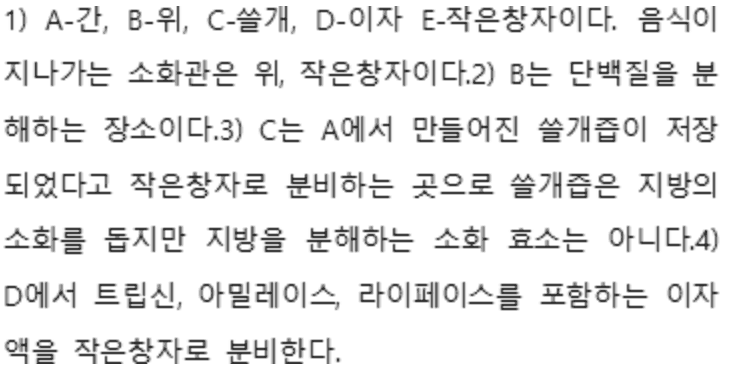 1) A-간, B-위, C-쓸개, D-이자 E-작은창자이다. 음식이
지나가는 소화관은 위, 작은창자이다.2) B는 단백질을 분
해하는 장소이다.3) C는 A에서 만들어진 쓸개즙이 저장
되었다고 작은창자로 분비하는 곳으로 쓸개즙은 지방의
소화를 돕지만 지방을 분해하는 소화 효소는 아니다.4)
D에서 트립신, 아밀레이스, 라이페이스를 포함하는 이자
액을 작은창자로 분비한다.